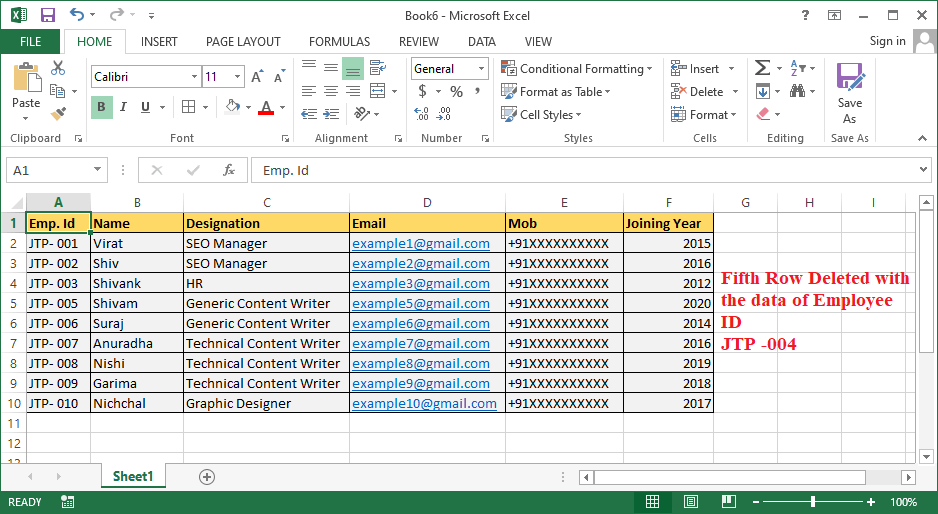 Book6 - Microsoft Excel
?
FILE HOME INSERT PAGE LAYOUT FORMULAS REVIEW DATA VIEW Sign in
Calibri 11 General Conditional Formatting Insert
Paste Format as Table Delete Save
B I U A $ % , Cell Styles Format As
Clipboard Font Alignment Number Styles Cells Editing Save As
A1 fx Emp. Id
A B C D E F G H I
1 Emp. Id Name Designation Email Mob Joining Year
2 JTP- 001 Virat SEO Manager example1@gmail.com +91XXXXXXXXXX 2015
3 JTP- 002 Shiv SEO Manager example2@gmail.com +91XXXXXXXXXX 2016
4 JTP- 003 Shivank HR example3@gmail.com +91XXXXXXXXXX 2012
5 JTP- 005 Shivam Generic Content Writer example5@gmail.com +91XXXXXXXXXX 2020
6 JTP- 006 Suraj Generic Content Writer example6@gmail.com +91XXXXXXXXXX 2014
7 JTP- 007 Anuradha Technical Content Writer example7@gmail.com +91XXXXXXXXXX 2016
8 JTP- 008 Nishi Technical Content Writer example8@gmail.com +91XXXXXXXXXX 2019
9 JTP- 009 Garima Technical Content Writer example9@gmail.com +91XXXXXXXXXX 2018
10 JTP- 010 Nichchal Graphic Designer example10@gmail.com +91XXXXXXXXXX 2017
11
12
Fifth Row Deleted with
the data of Employee
ID
JTP -004
Sheet1
READY 100%